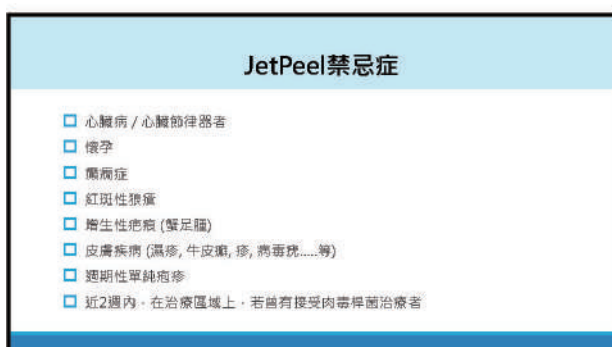 JetPeel禁忌症
心臟病 / 心臟節律器者
懷孕
癲癇症
紅斑性狼瘡
增生性疤痕 (蟹足腫)
皮膚疾病 (濕疹, 牛皮癬, 疹, 病毒疣.....等)
週期性單純疱疹
近2週內，在治療區域上，若曾有接受肉毒桿菌治療者